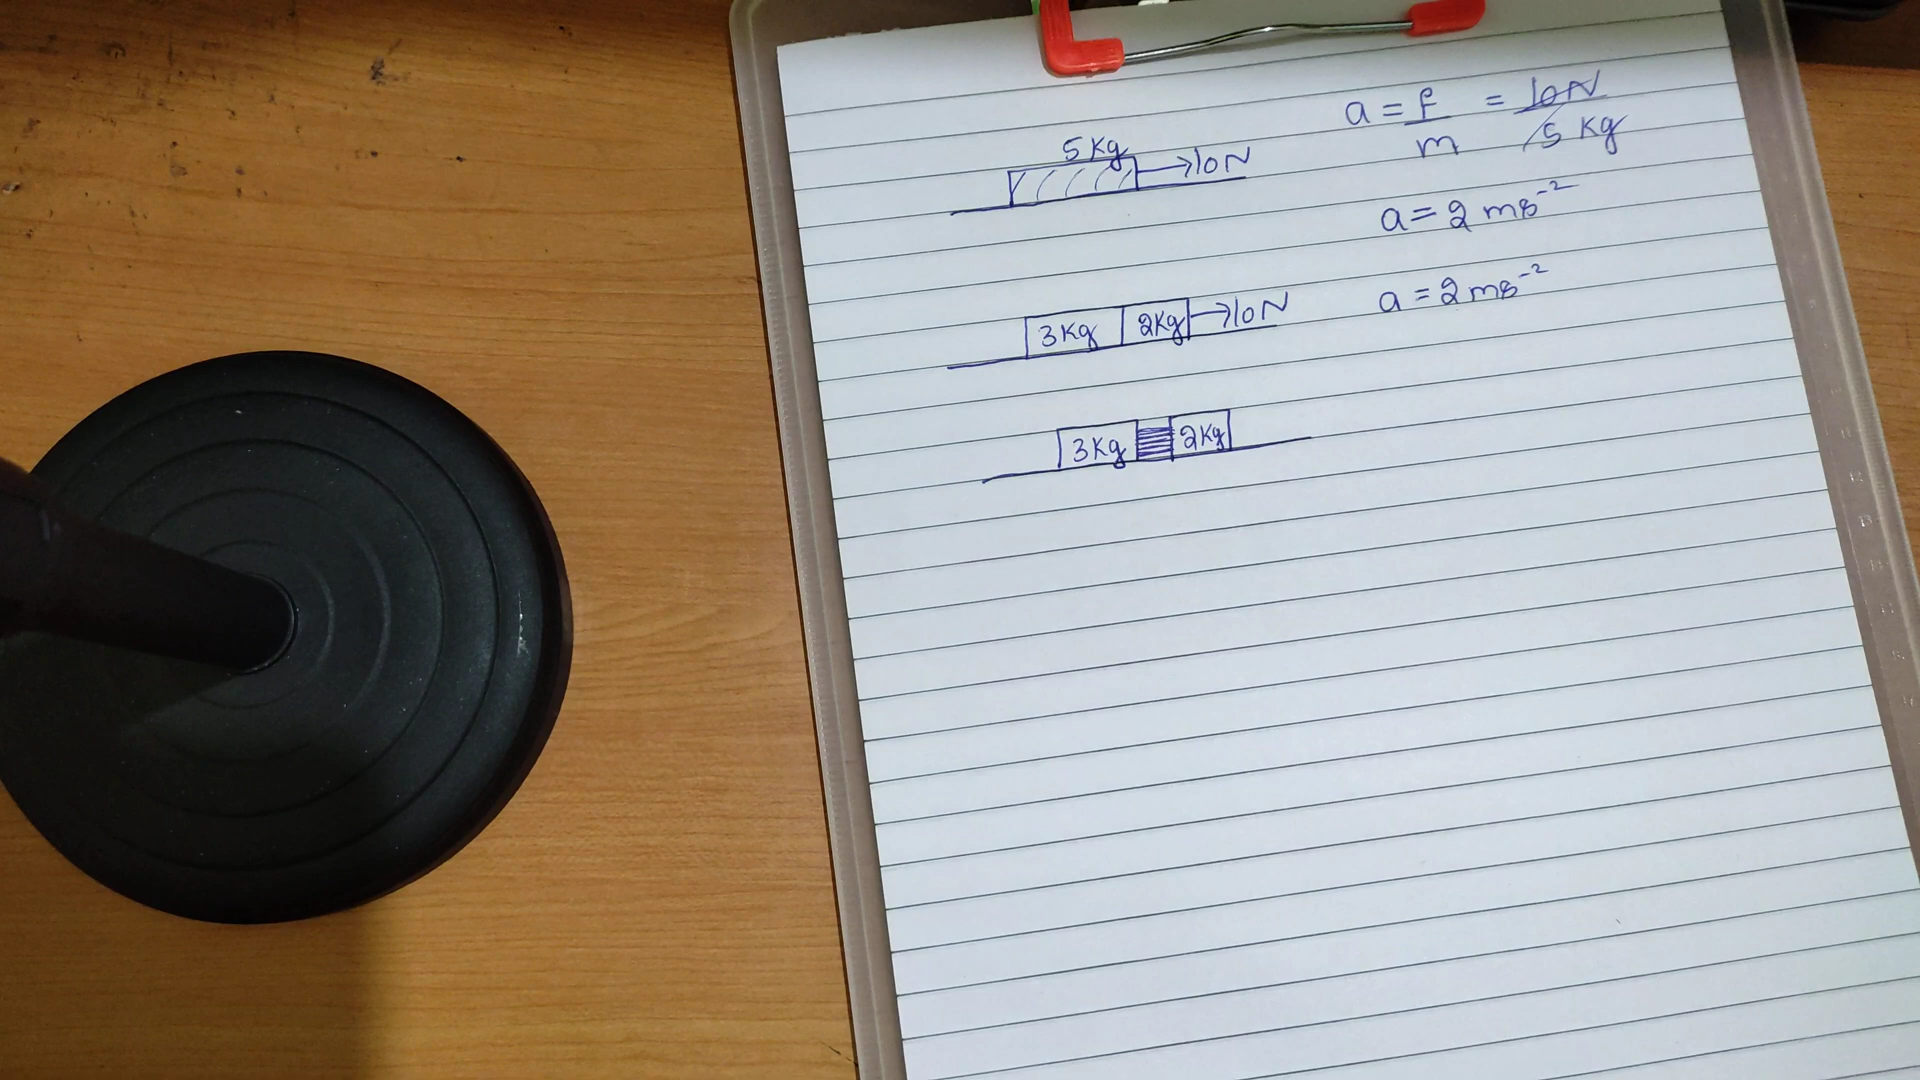 a = f/m = 10N/5 Kg
5 Kg
→10N
a = 2 ms⁻²
a = 2 ms⁻²
3Kg 2Kg →10N
3Kg 2Kg